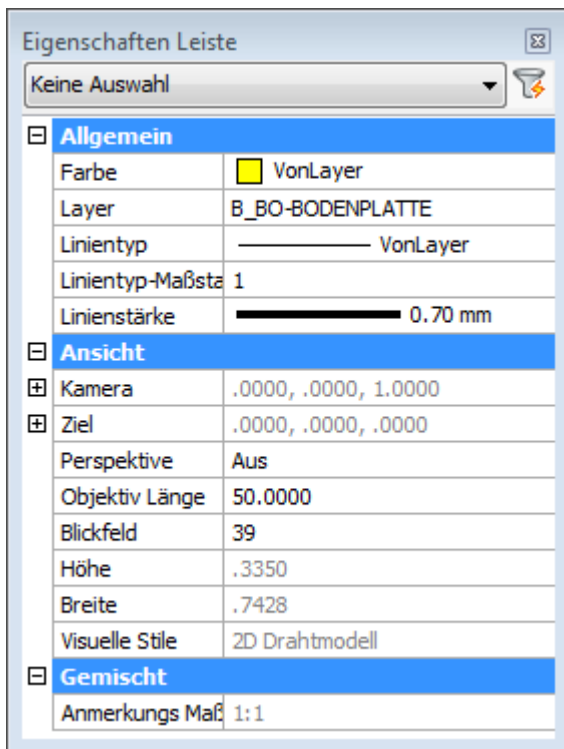 Eigenschaften Leiste
Keine Auswahl
Allgemein
Farbe VonLayer
Layer B_BO-BODENPLATTE
Linientyp VonLayer
Linientyp-Maßsta 1
Linienstärke 0.70 mm
Ansicht
Kamera .0000, .0000, 1.0000
Ziel .0000, .0000, .0000
Perspektive Aus
Objektiv Länge 50.0000
Blickfeld 39
Höhe .3350
Breite .7428
Visuelle Stile 2D Drahtmodell
Gemischt
Anmerkungs Maß 1:1